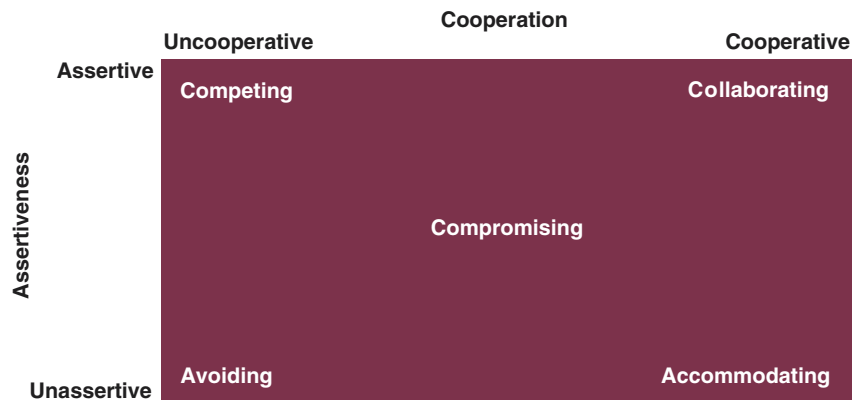 Cooperation
Uncooperative
Cooperative
Assertive
Competing
Collaborating
Assertiveness
Compromising
Avoiding
Accommodating
Unassertive